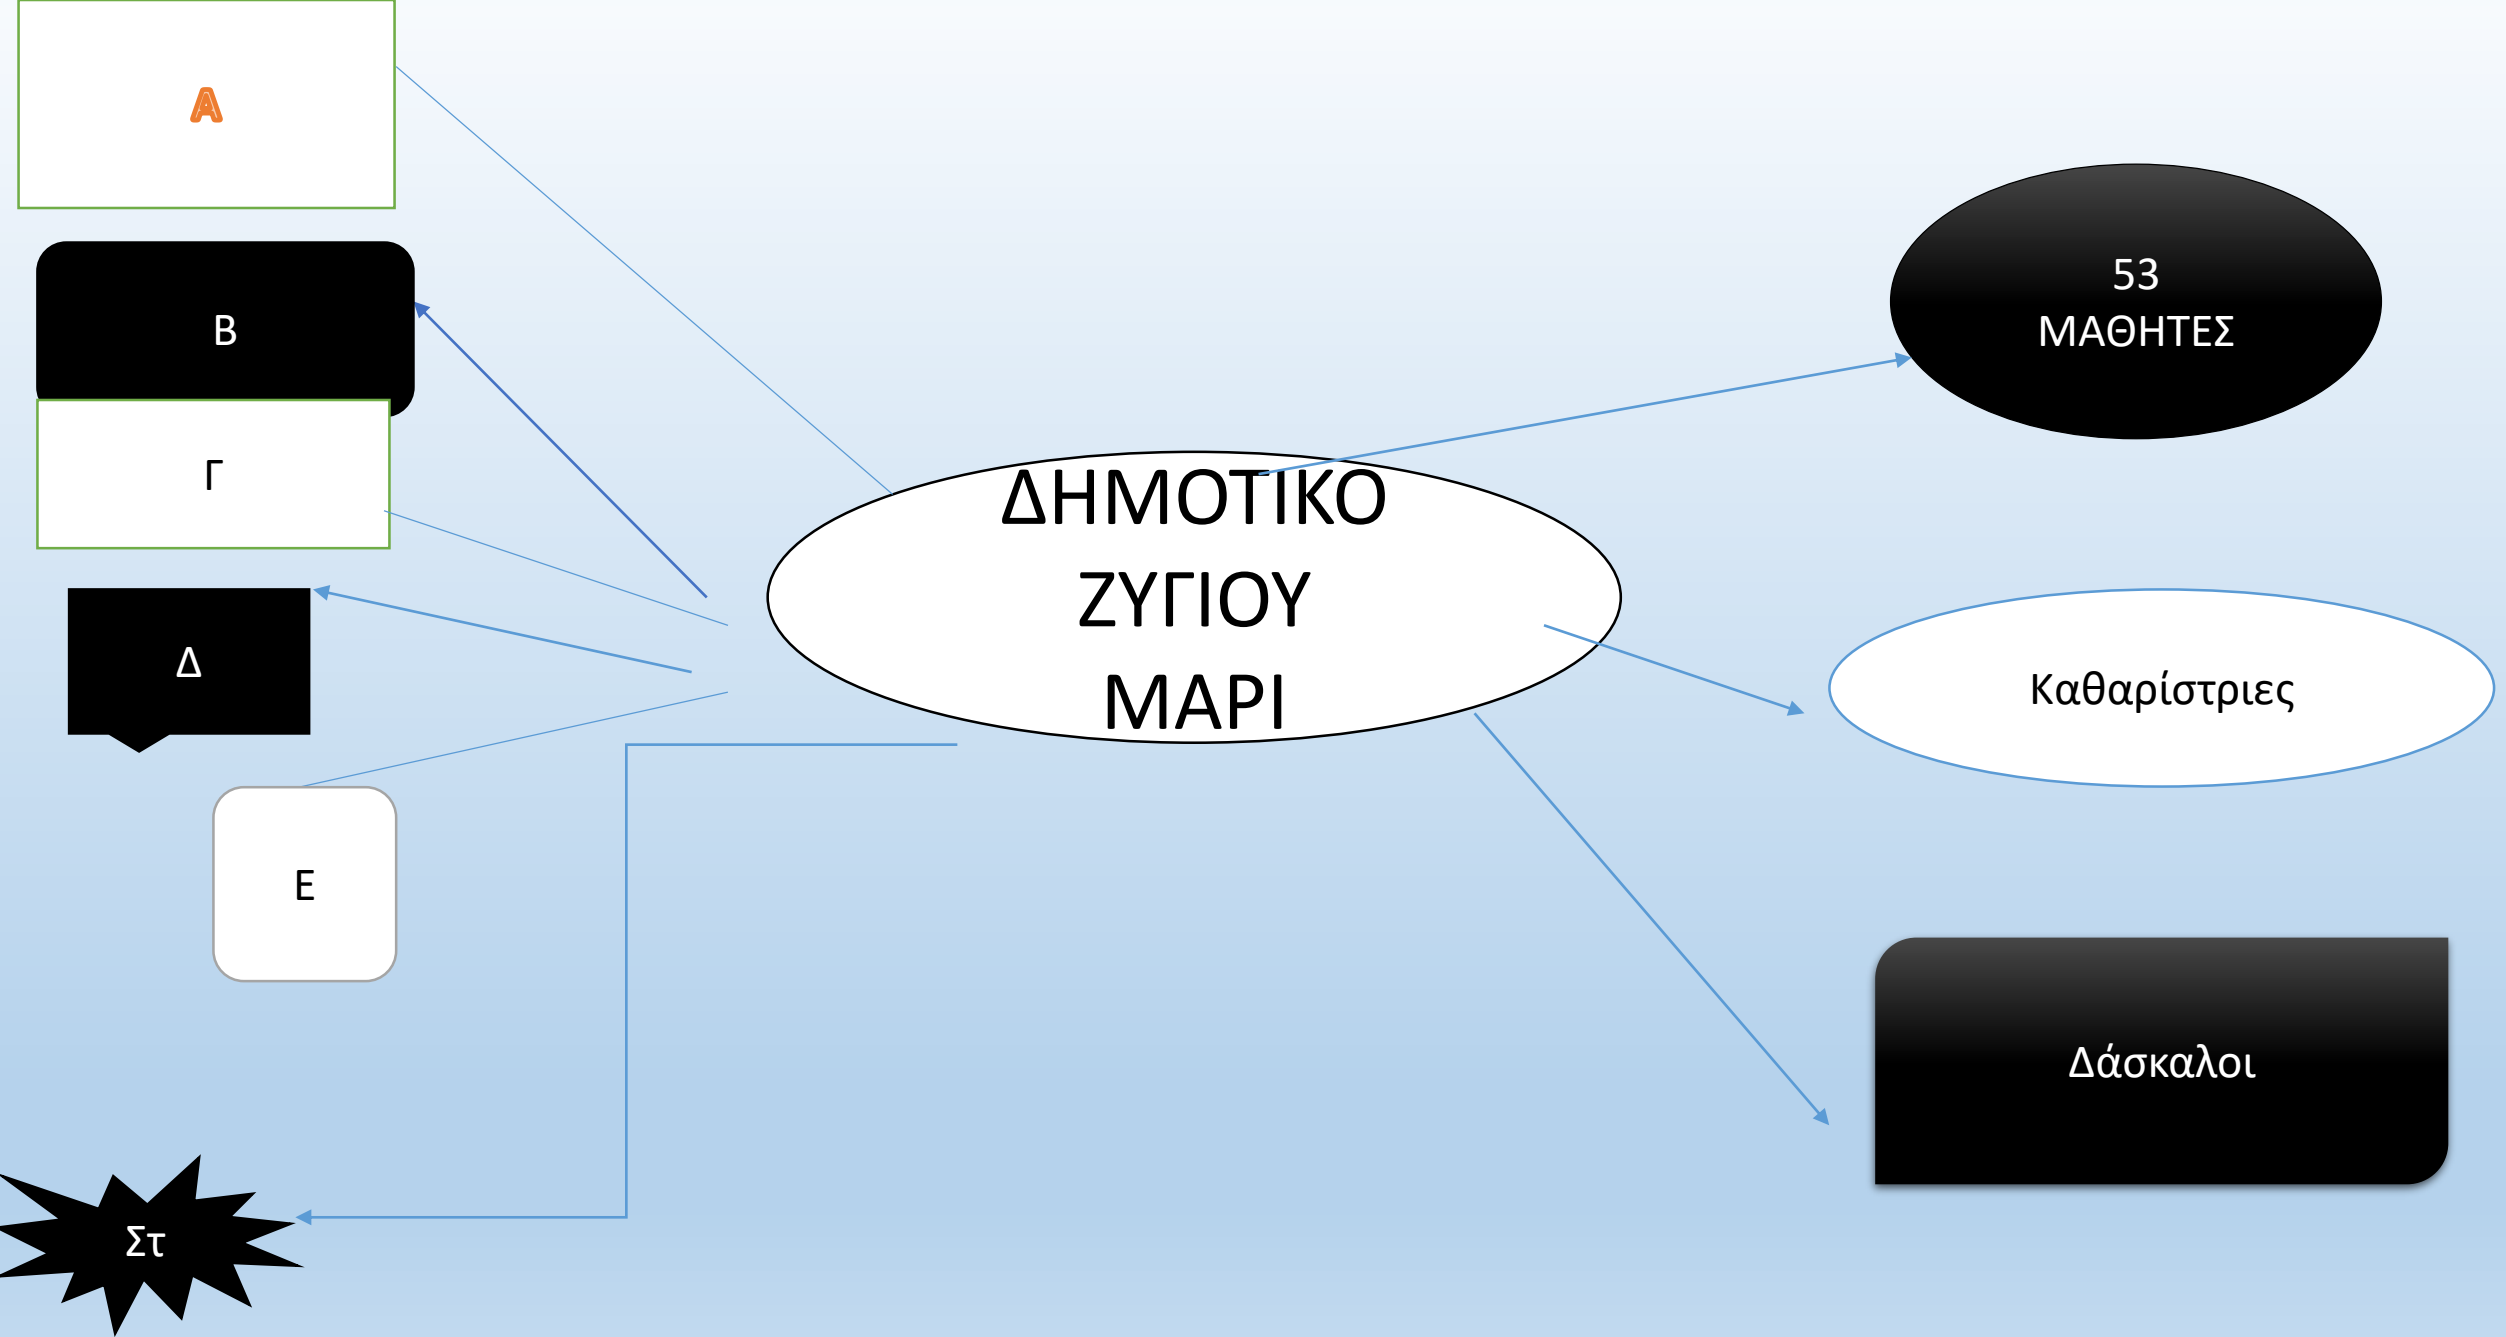 Α
Β
Γ
Δ
Ε
Στ
ΔΗΜΟΤΙΚΟ
ΖΥΓΙΟΥ
ΜΑΡΙ
53
ΜΑΘΗΤΕΣ
Καθαρίστριες
Δάσκαλοι